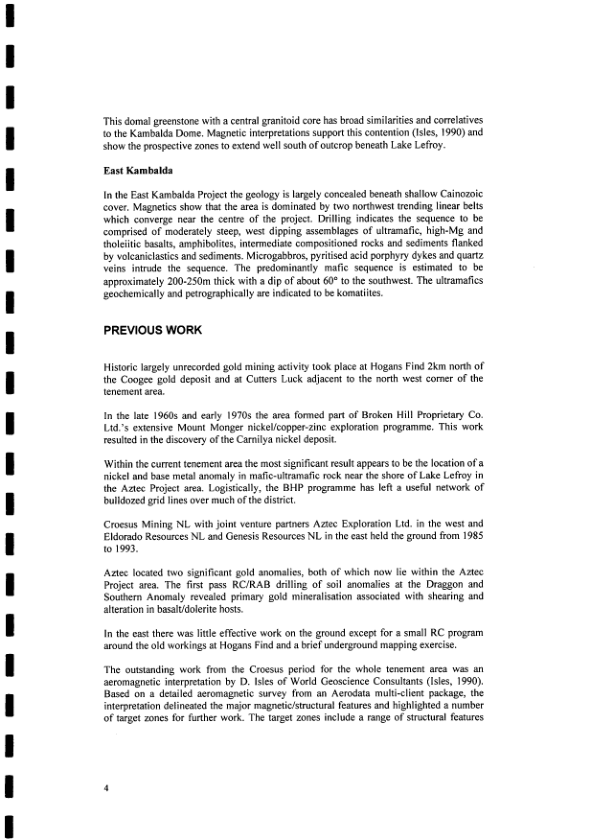 This domal greenstone with a central granitoid core has broad similarities and correlatives
to the Kambalda Dome. Magnetic interpretations support this contention (Isles, 1990) and
show the prospective zones to extend well south of outcrop beneath Lake Lefroy.
East Kambalda
In the East Kambalda Project the geology is largely concealed beneath shallow Cainozoic
cover. Magnetics show that the area is dominated by two northwest trending linear belts
which converge near the centre of the project. Drilling indicates the sequence to be
comprised of moderately steep, west dipping assemblages of ultramafic, high-Mg and
tholeiitic basalts, amphibolites, intermediate compositioned rocks and sediments flanked
by volcaniclastics and sediments. Microgabbros, pyritised acid porphyry dykes and quartz
veins intrude the sequence. The predominantly mafic sequence is estimated to be
approximately 200-250m thick with a dip of about 60° to the southwest. The ultramafics
geochemically and petrographically are indicated to be komatiites.
PREVIOUS WORK
Historic largely unrecorded gold mining activity took place at Hogans Find 2km north of
the Coogee gold deposit and at Cutters Luck adjacent to the north west corner of the
tenement area.
In the late 1960s and early 1970s the area formed part of Broken Hill Proprietary Co.
Ltd.'s extensive Mount Monger nickel/copper-zinc exploration programme. This work
resulted in the discovery of the Carnilya nickel deposit.
Within the current tenement area the most significant result appears to be the location of a
nickel and base metal anomaly in mafic-ultramafic rock near the shore of Lake Lefroy in
the Aztec Project area. Logistically, the BHP programme has left a useful network of
bulldozed grid lines over much of the district.
Croesus Mining NL with joint venture partners Aztec Exploration Ltd. in the west and
Eldorado Resources NL and Genesis Resources NL in the east held the ground from 1985
to 1993.
Aztec located two significant gold anomalies, both of which now lie within the Aztec
Project area. The first pass RC/RAB drilling of soil anomalies at the Draggon and
Southern Anomaly revealed primary gold mineralisation associated with shearing and
alteration in basalt/dolerite hosts.
In the east there was little effective work on the ground except for a small RC program
around the old workings at Hogans Find and a brief underground mapping exercise.
The outstanding work from the Croesus period for the whole tenement area was an
aeromagnetic interpretation by D. Isles of World Geoscience Consultants (Isles, 1990).
Based on a detailed aeromagnetic survey from an Aerodata multi-client package, the
interpretation delineated the major magnetic/structural features and highlighted a number
of target zones for further work. The target zones include a range of structural features
4